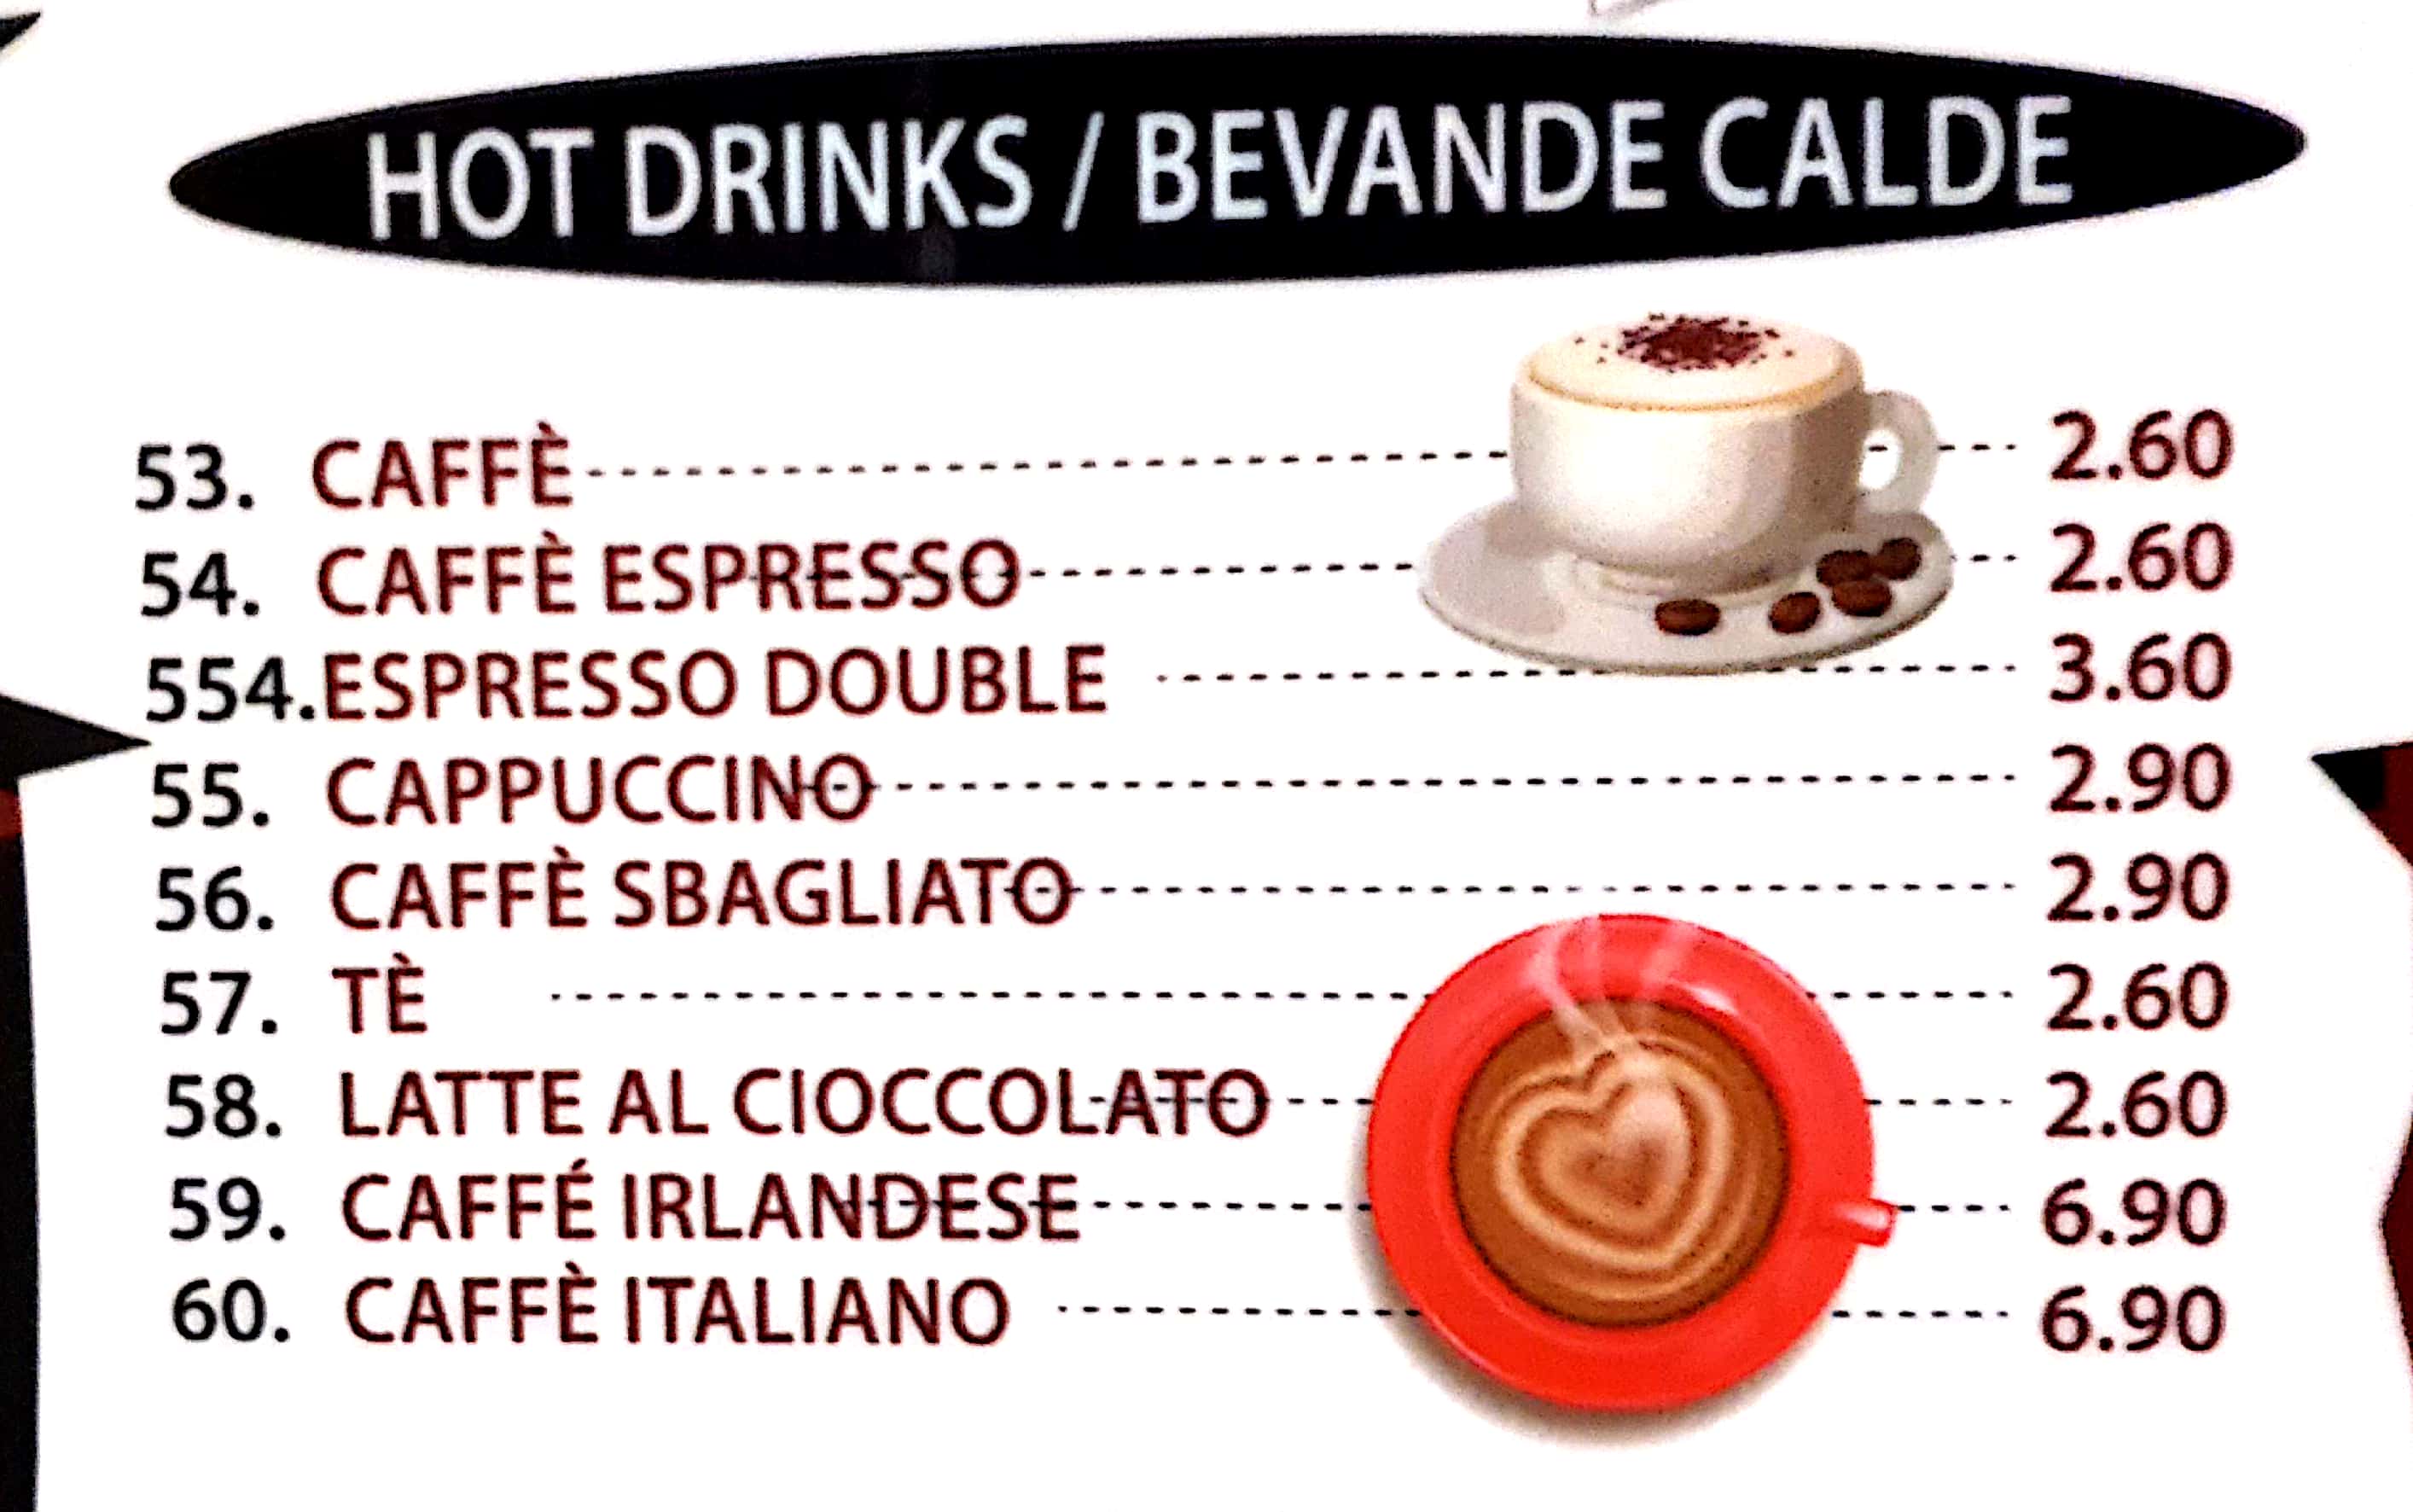 HOT DRINKS / BEVANDE CALDE
53. CAFFÈ 2.60
54. CAFFÈ ESPRESSO 2.60
554.ESPRESSO DOUBLE 3.60
55. CAPPUCCINO 2.90
56. CAFFÈ SBAGLIATO 2.90
57. TÈ 2.60
58. LATTE AL CIOCCOLATO 2.60
59. CAFFÉ IRLANDESE 6.90
60. CAFFÈ ITALIANO 6.90